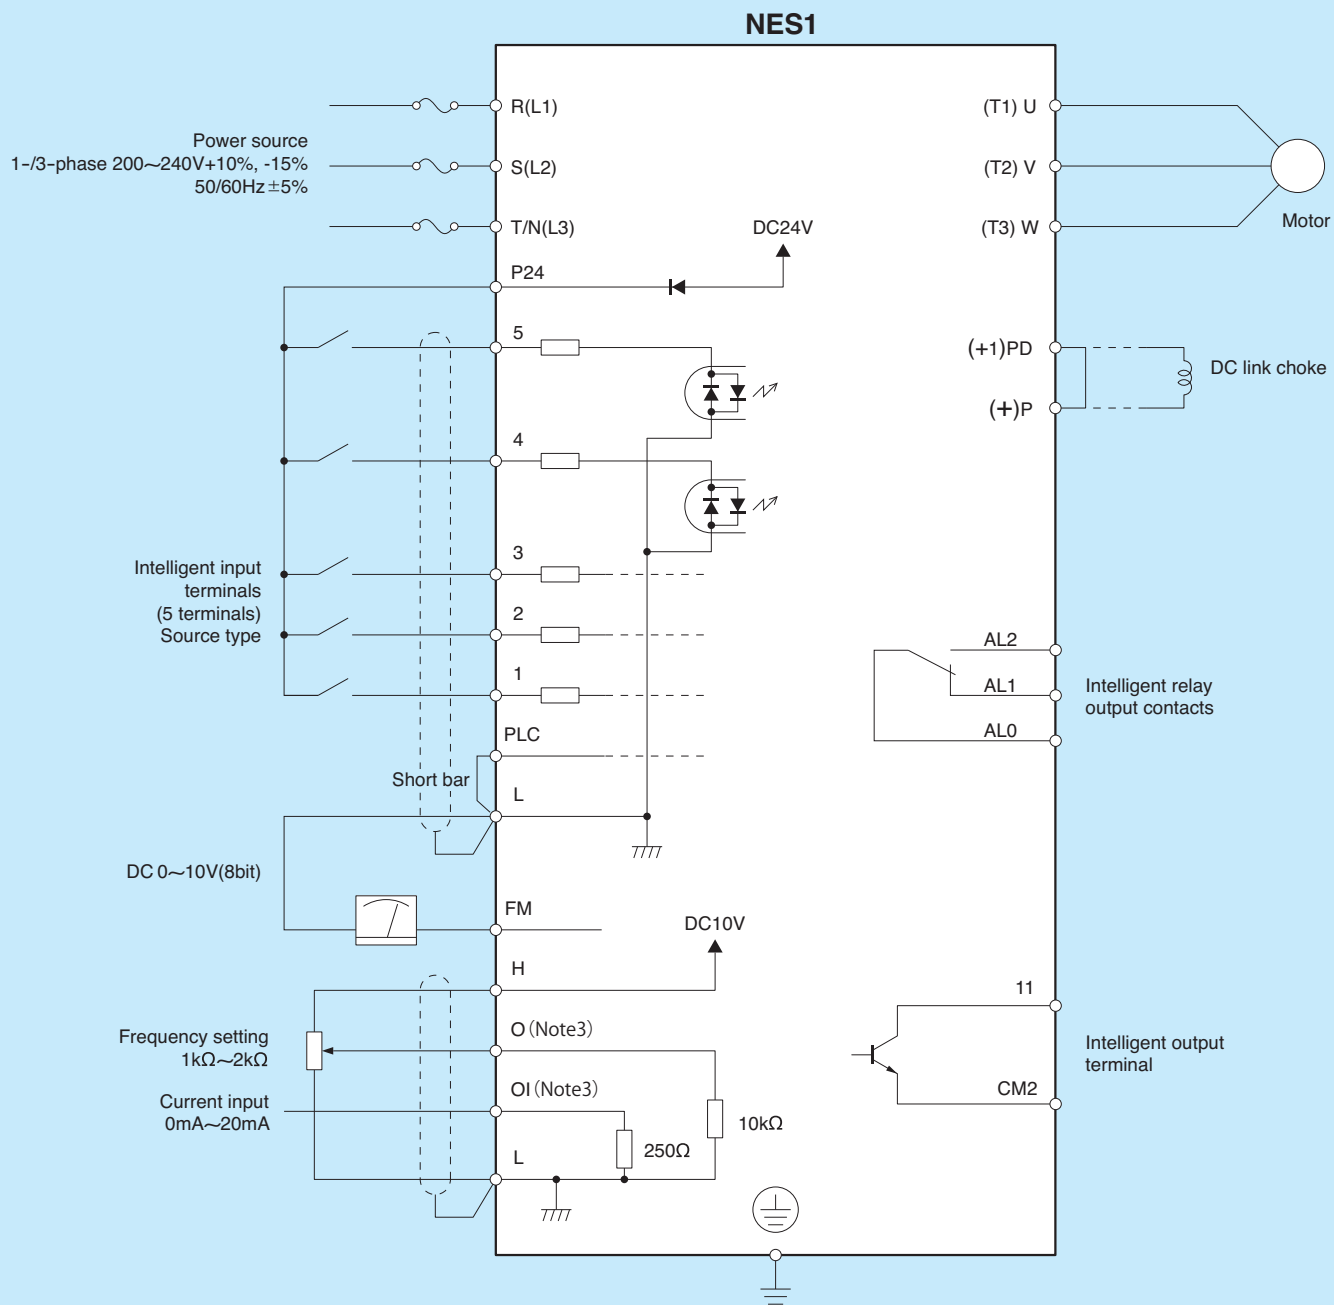 NES1
R(L1)
(T1) U
Power source
1-/3-phase 200～240V+10%, -15%
50/60Hz±5%
S(L2)
(T2) V
T/N(L3)
DC24V
(T3) W
Motor
P24
5
(+1)PD
DC link choke
(+)P
4
3
Intelligent input
terminals
(5 terminals)
Source type
2
1
AL2
AL1
AL0
Intelligent relay
output contacts
PLC
Short bar
L
DC 0～10V(8bit)
FM
DC10V
H
11
O(Note3)
Frequency setting
1kΩ～2kΩ
Intelligent output
terminal
OI(Note3)
CM2
Current input
0mA～20mA
10kΩ
250Ω
L